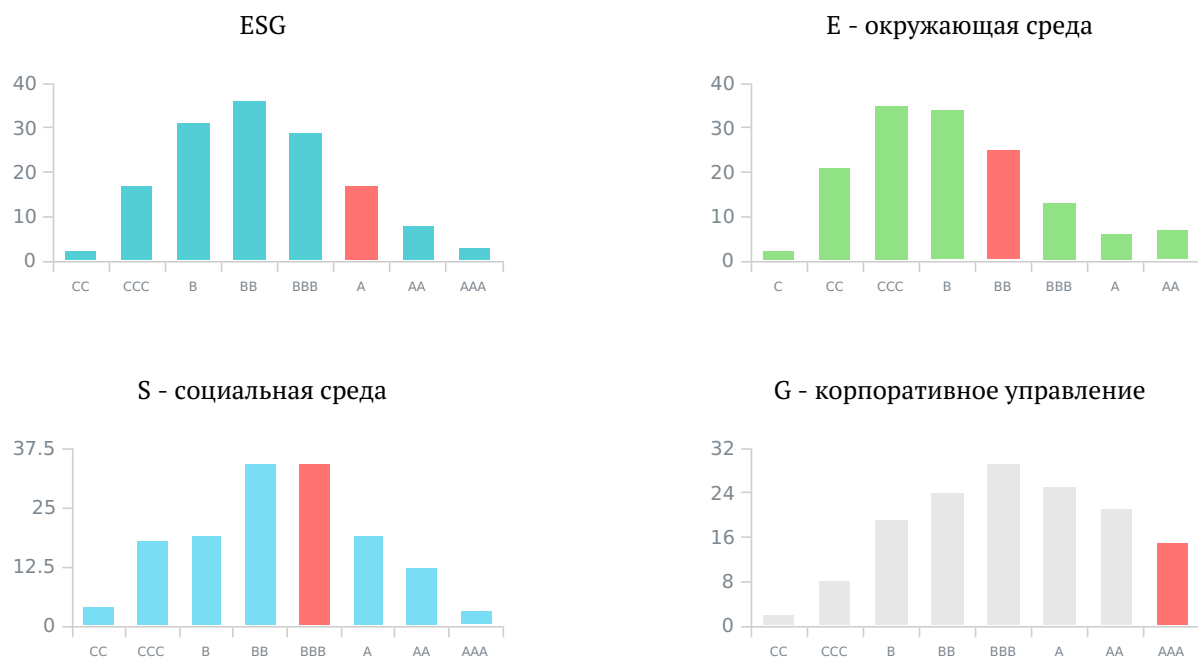 ESG
40
30
20
10
0
CC CCC B BB BBB A AA AAA
E - окружающая среда
40
30
20
10
0
C CC CCC B BB BBB A AA
S - социальная среда
37.5
25
12.5
0
CC CCC B BB BBB A AA AAA
G - корпоративное управление
32
24
16
8
0
CC CCC B BB BBB A AA AAA